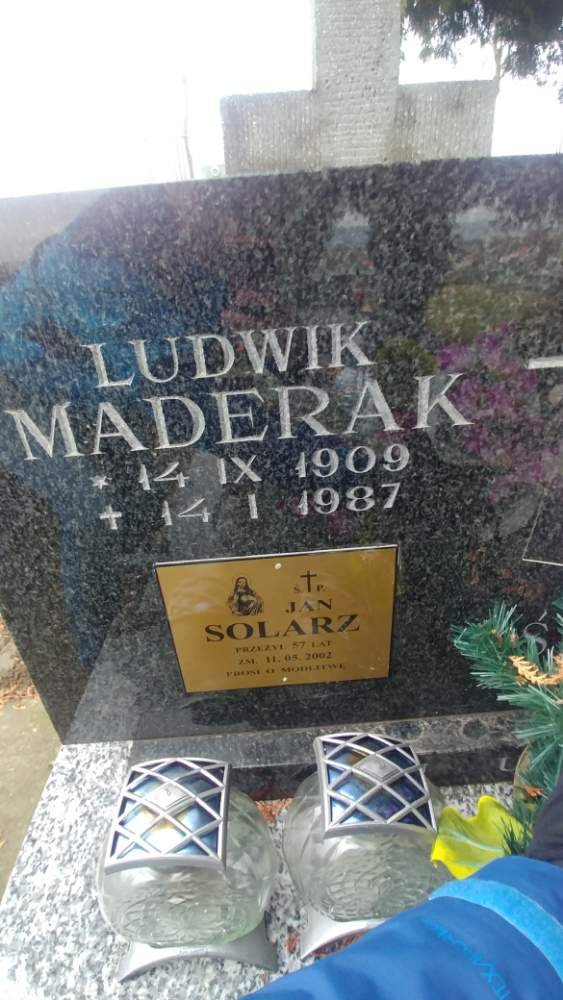 LUDWIK
MADERAK
* 14 IX 1909
+ 14 I 1987
Ś. P.
JAN
SOLARZ
PRZEŻYŁ 57 LAT
ZM. 11. 05. 2002
PROSI O MODLITWĘ